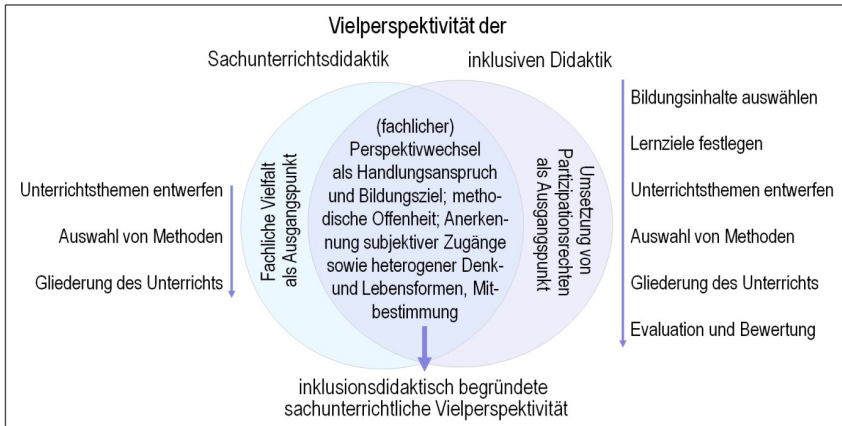 Vielperspektivität der
Sachunterrichtsdidaktik
inklusiven Didaktik
Unterrichtsthemen entwerfen
Auswahl von Methoden
Gliederung des Unterrichts
Fachliche Vielfalt
als Ausgangspunkt
(fachlicher)
Perspektivwechsel
als Handlungsanspruch
und Bildungsziel; metho-
dische Offenheit; Anerken-
nung subjektiver Zugänge
sowie heterogener Denk-
und Lebensformen, Mit-
bestimmung
Umsetzung von
Partizipationsrechten
als Ausgangspunkt
Bildungsinhalte auswählen
Lernziele festlegen
Unterrichtsthemen entwerfen
Auswahl von Methoden
Gliederung des Unterrichts
Evaluation und Bewertung
inklusionsdidaktisch begründete
sachunterrichtliche Vielperspektivität